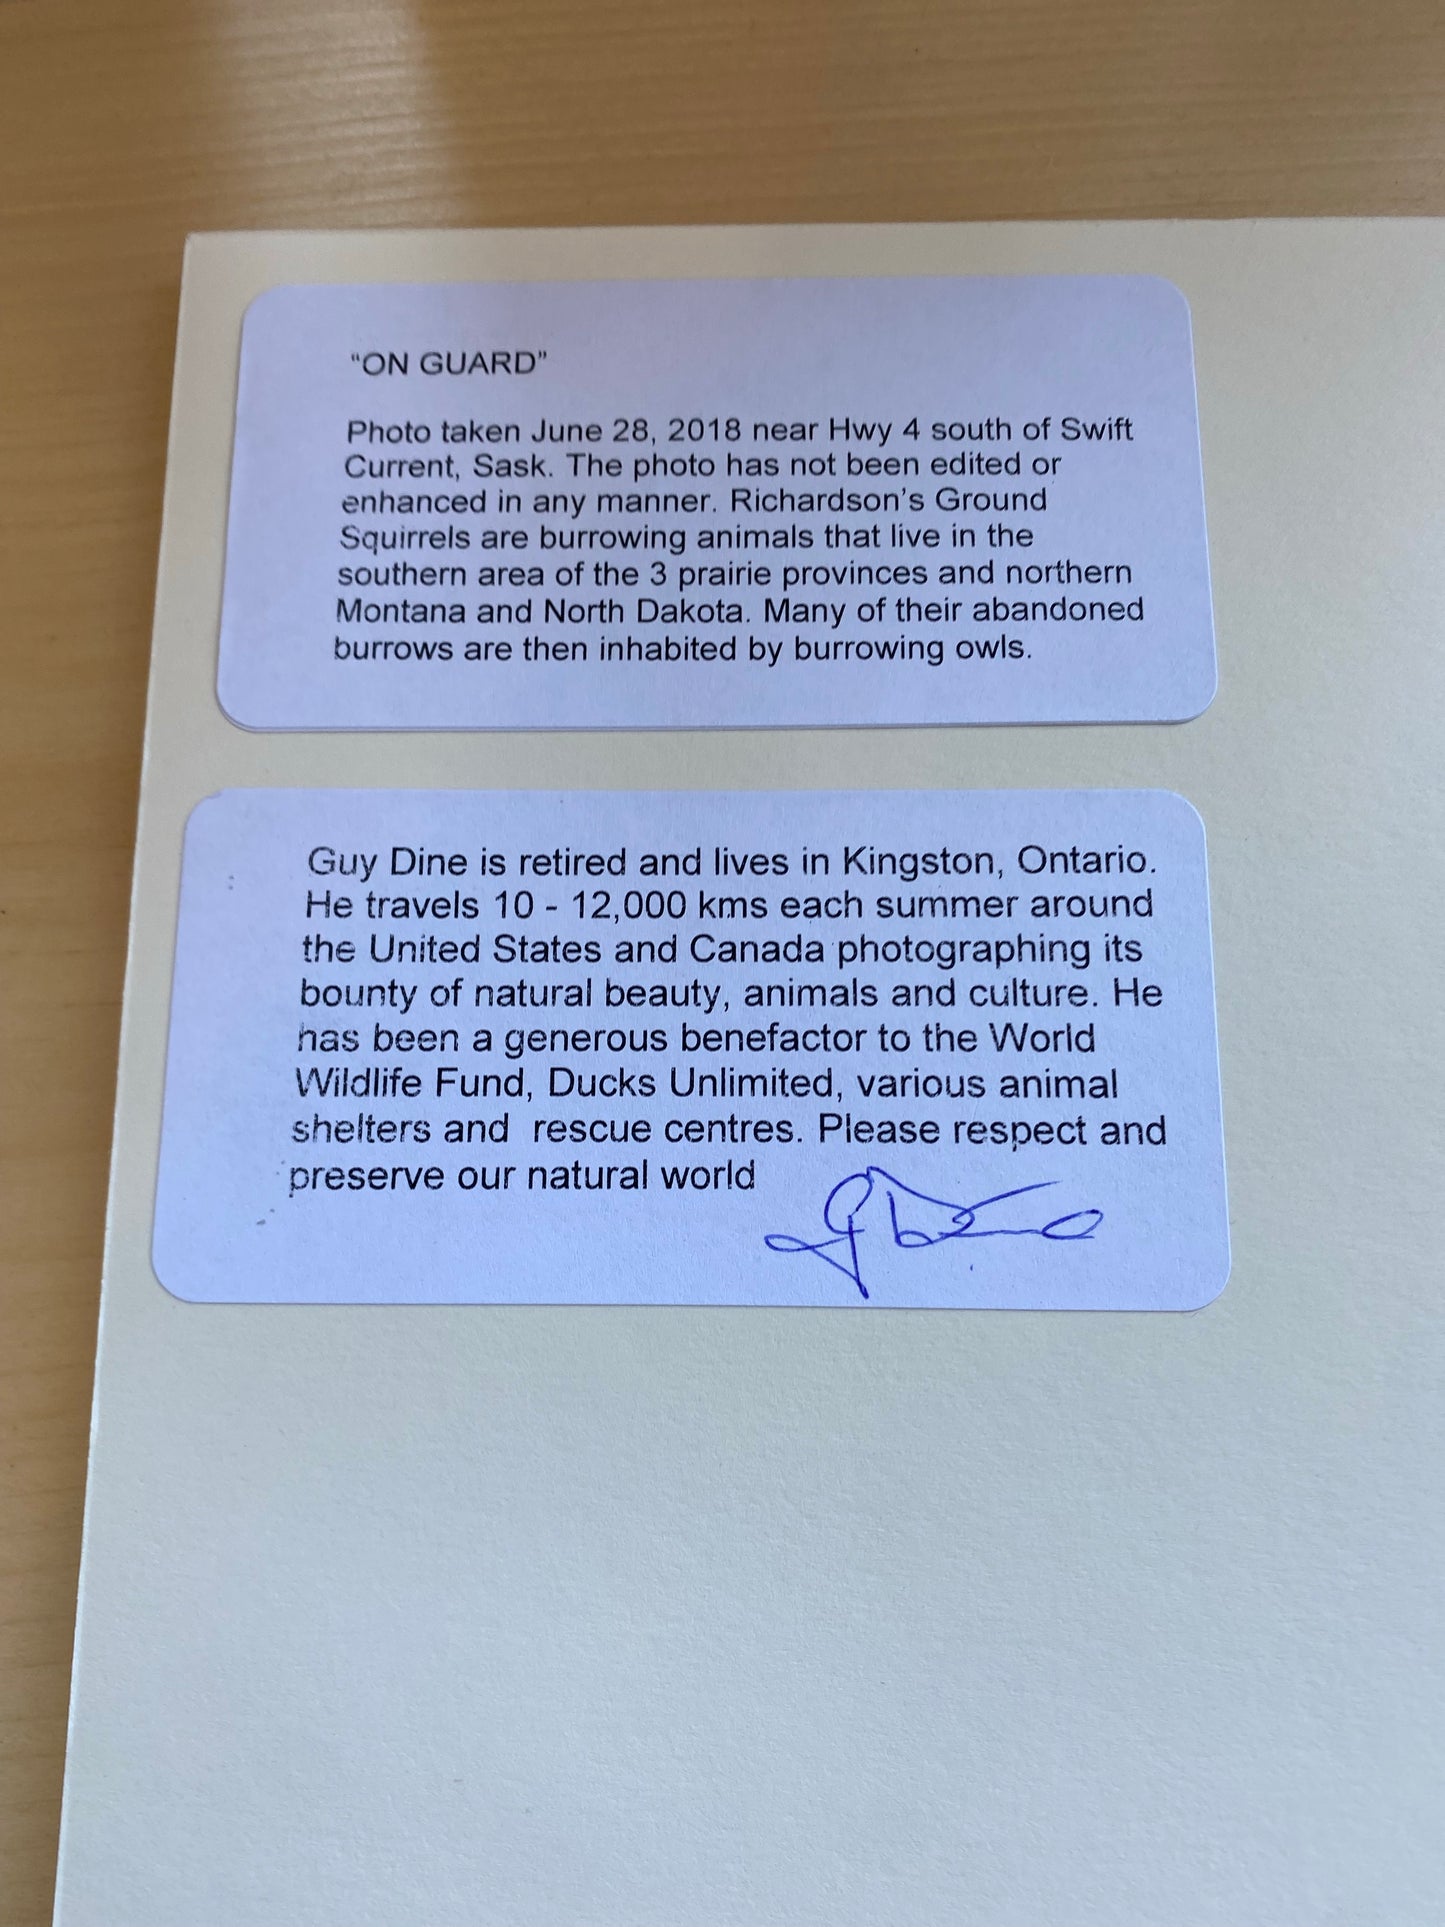 "ON GUARD"
Photo taken June 28, 2018 near Hwy 4 south of Swift
Current, Sask. The photo has not been edited or
enhanced in any manner. Richardson's Ground
Squirrels are burrowing animals that live in the
southern area of the 3 prairie provinces and northern
Montana and North Dakota. Many of their abandoned
burrows are then inhabited by burrowing owls.
Guy Dine is retired and lives in Kingston, Ontario.
He travels 10 - 12,000 kms each summer around
the United States and Canada photographing its
bounty of natural beauty, animals and culture. He
has been a generous benefactor to the World
Wildlife Fund, Ducks Unlimited, various animal
shelters and  rescue centres. Please respect and
preserve our natural world